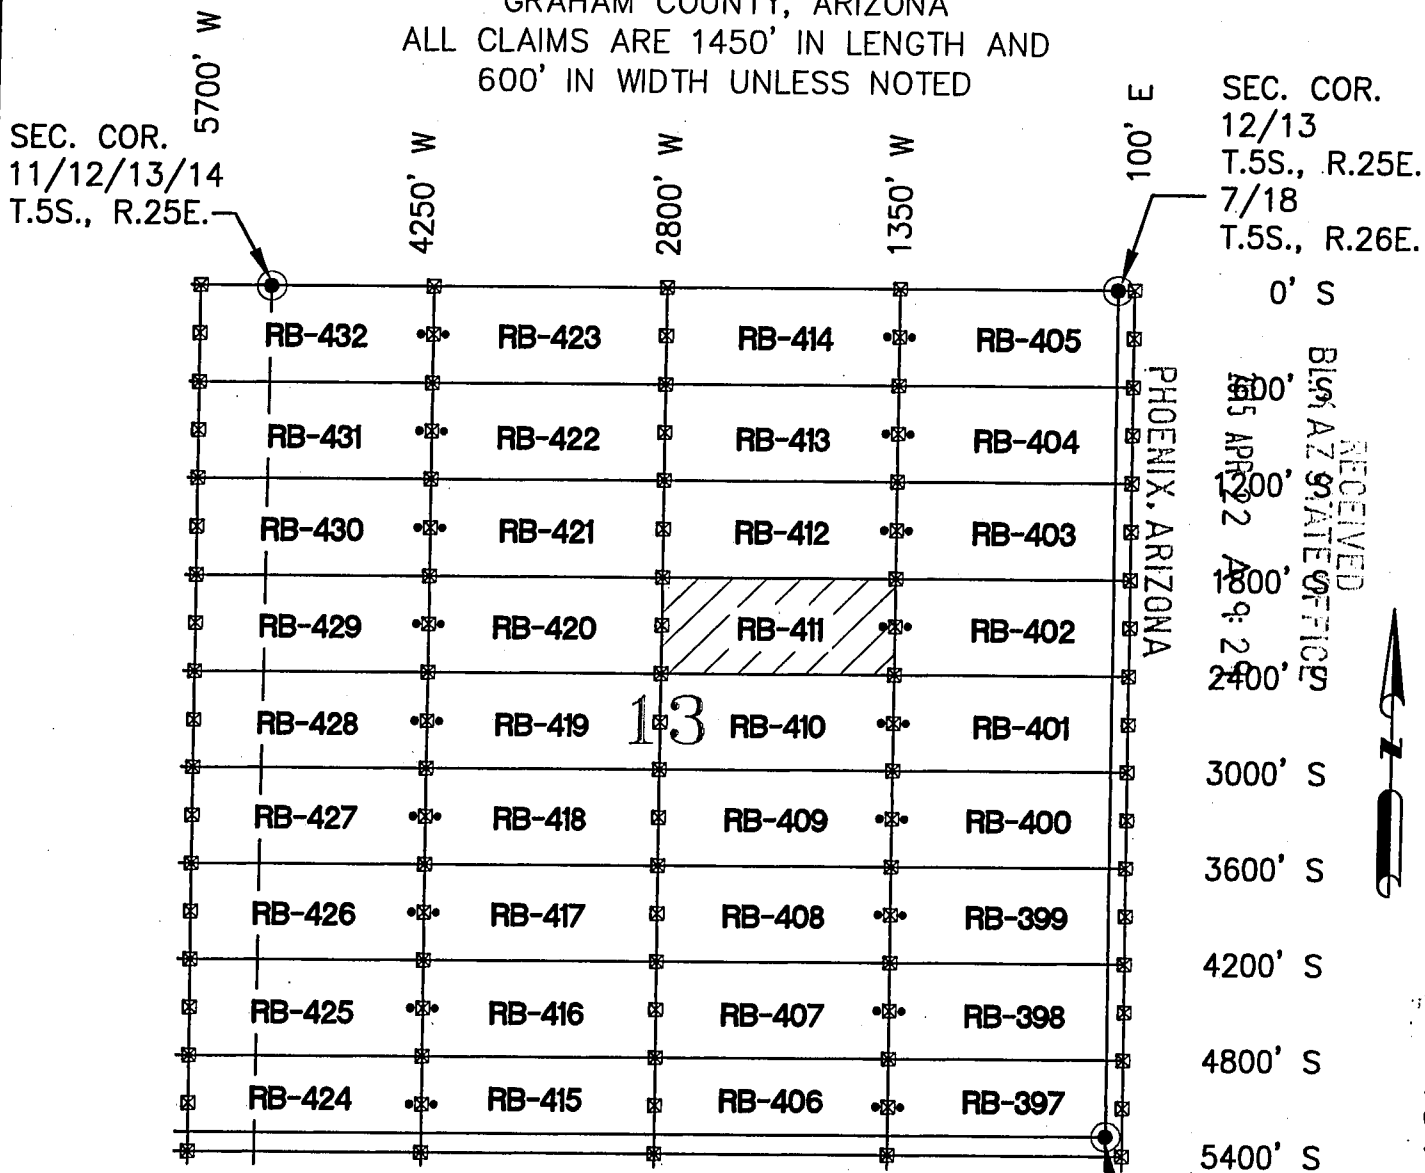 GRAHAM COUNTY, ARIZONA
ALL CLAIMS ARE 1450' IN LENGTH AND
600' IN WIDTH UNLESS NOTED
5700' W
4250' W
2800' W
1350' W
100' E
SEC. COR.
11/12/13/14
T.5S., R.25E.
SEC. COR.
12/13
T.5S., R.25E.
7/18
T.5S., R.26E.
0' S
RB-432 RB-423 RB-414 RB-405
600' S
RB-431 RB-422 RB-413 RB-404
1200' S
RB-430 RB-421 RB-412 RB-403
1800' S
RB-429 RB-420 RB-411 RB-402
2400' S
13
RB-428 RB-419 RB-410 RB-401
3000' S
RB-427 RB-418 RB-409 RB-400
3600' S
RB-426 RB-417 RB-408 RB-399
4200' S
RB-425 RB-416 RB-407 RB-398
4800' S
RB-424 RB-415 RB-406 RB-397
5400' S
RECEIVED
AZ STATE OFFICE
APR 22 A 9:
PHOENIX, ARIZONA
N